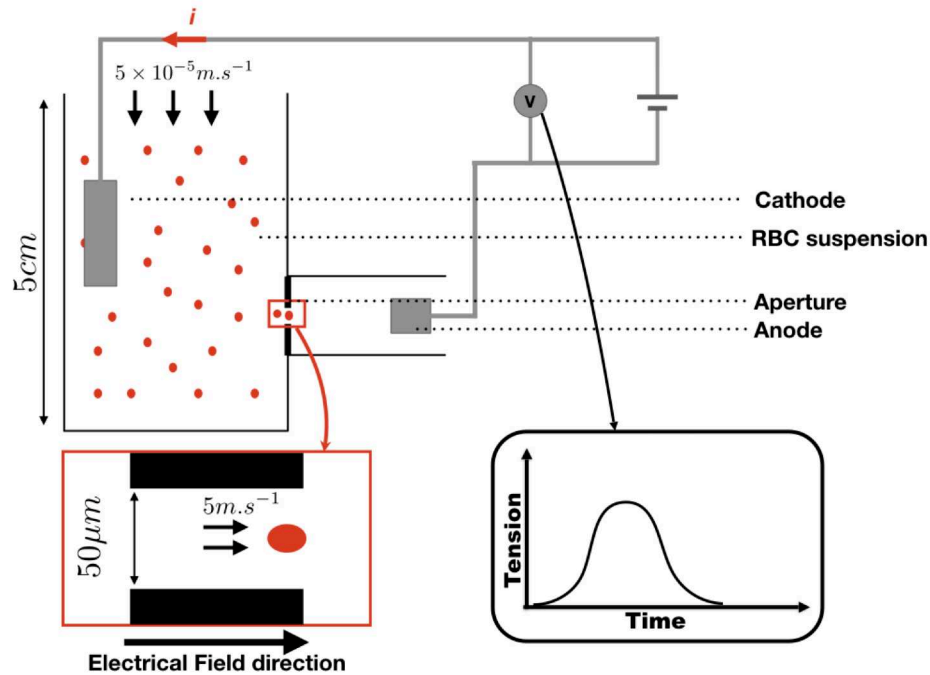 i
5 × 10⁻⁵m.s⁻¹
V
5cm
Cathode
RBC suspension
Aperture
Anode
50μm
5m.s⁻¹
Electrical Field direction
Tension
Time